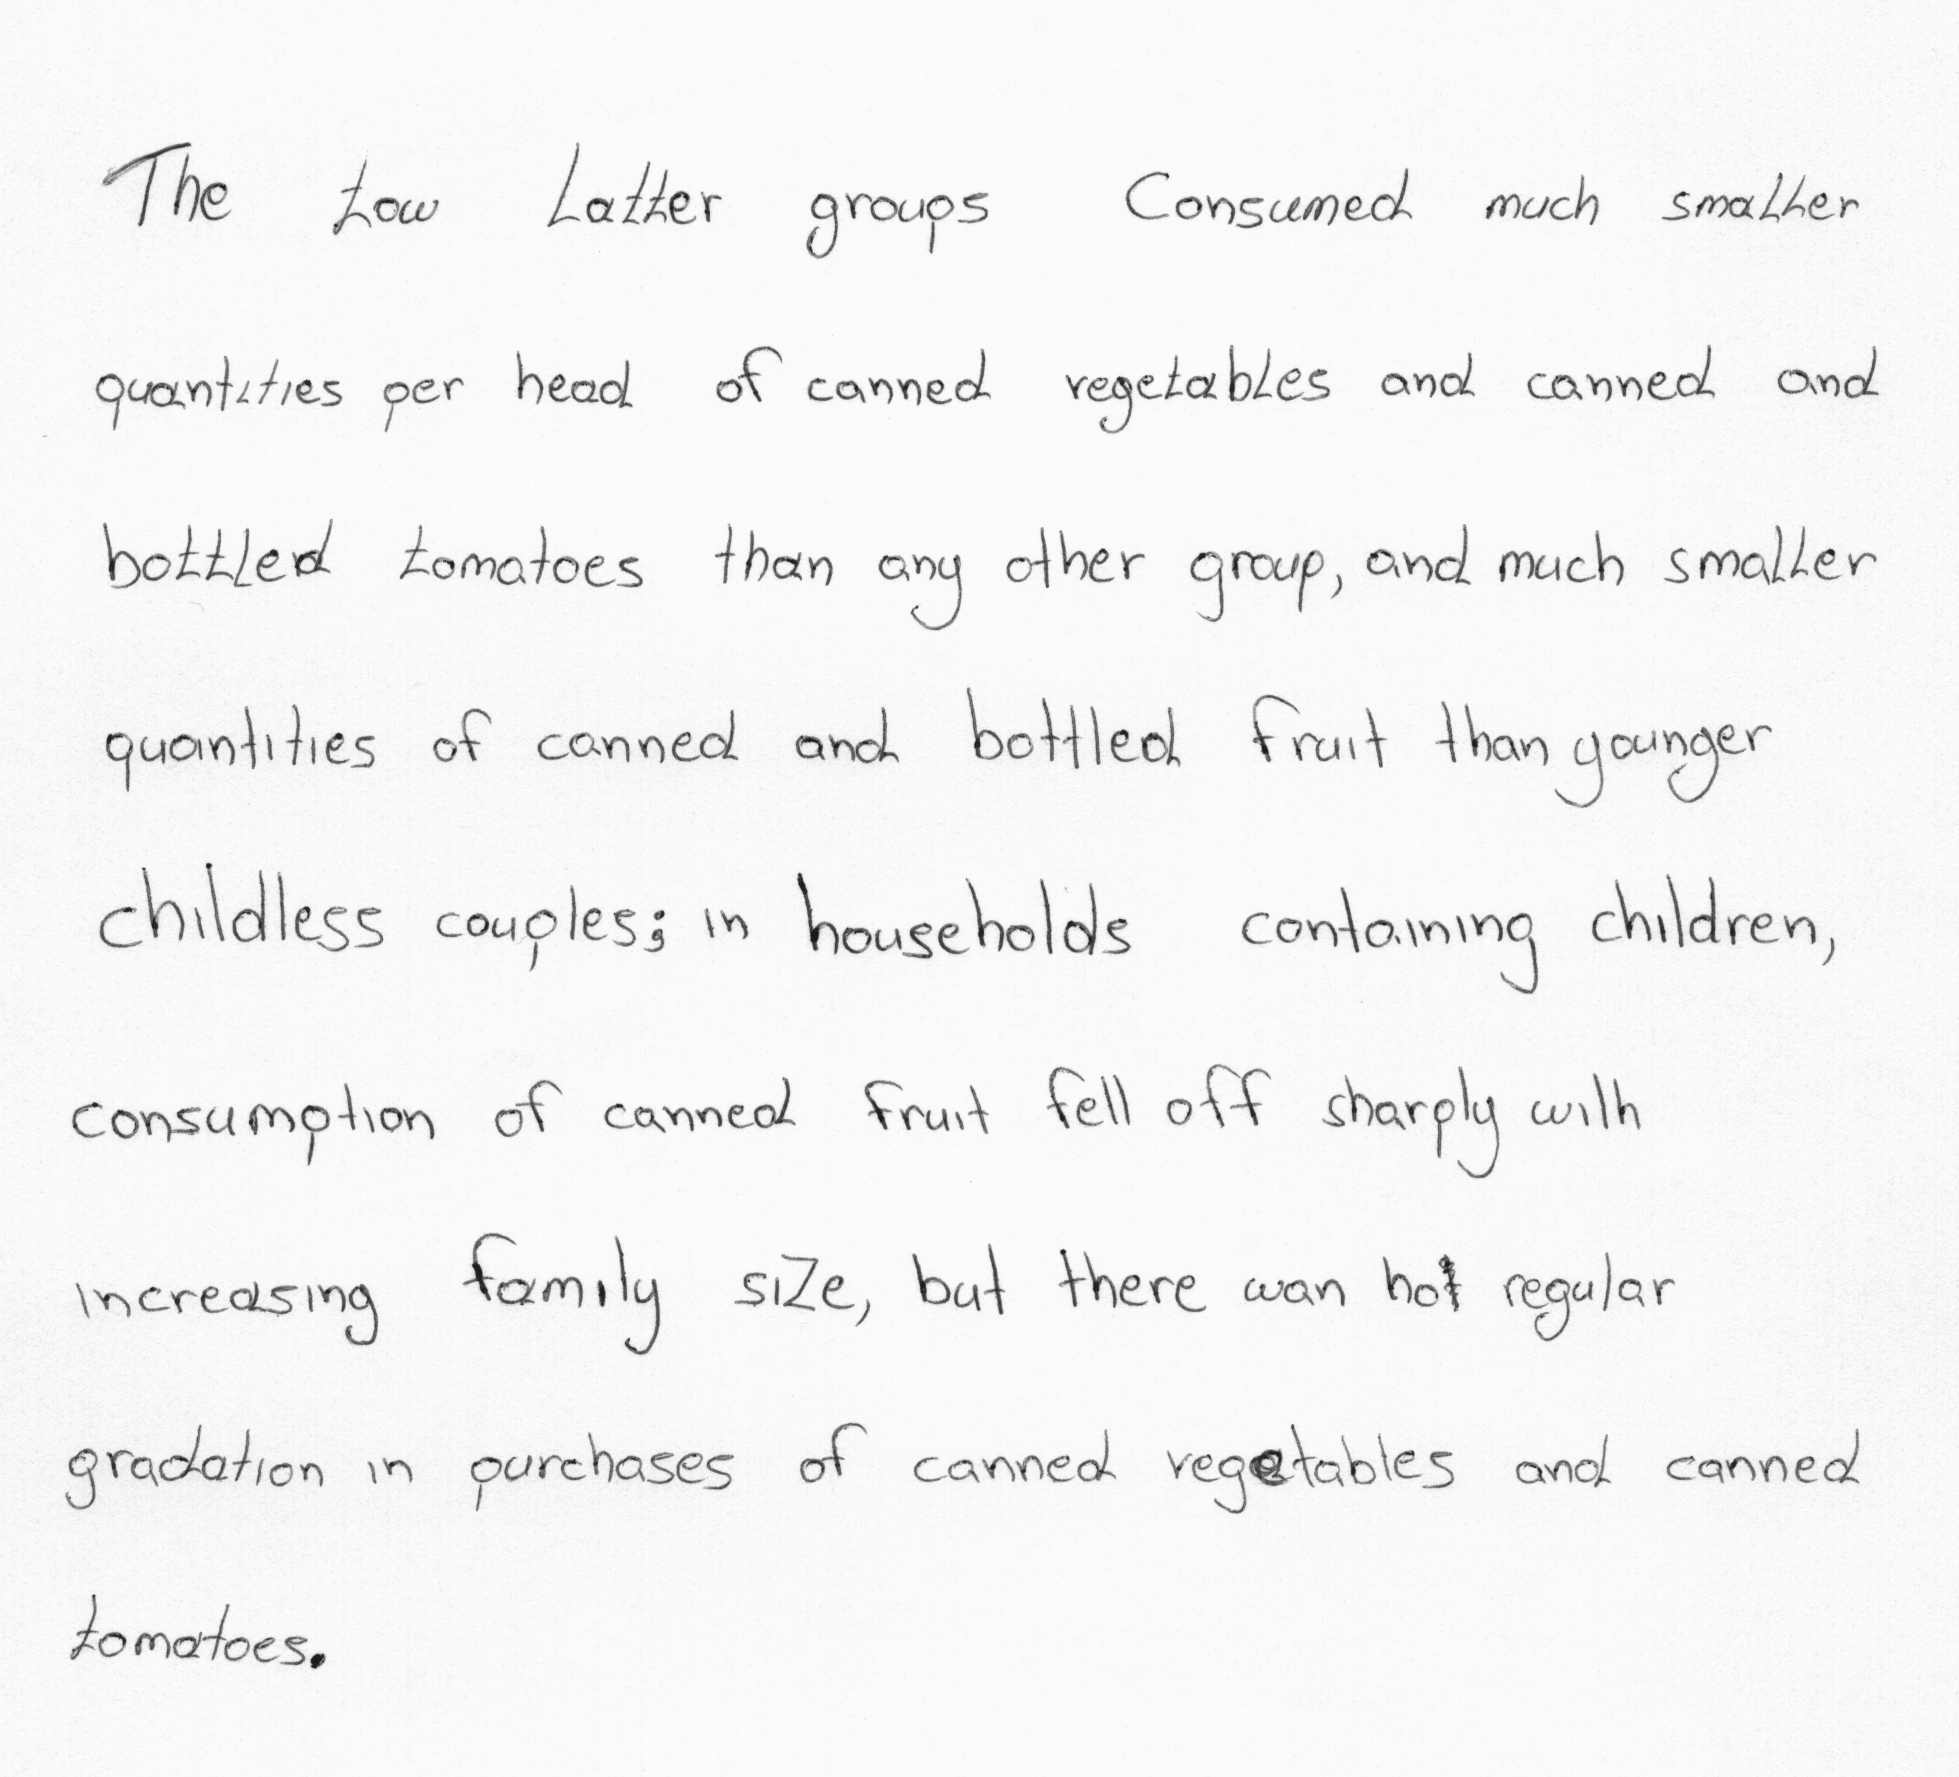 The tow Latter groups Consumed much smaller
quantities per head of canned regetables and canned and
bottled tomatoes than any other group, and much smaller
quantities of canned and bottled fruit than younger
childless couples; in households containing children,
consumption of canned fruit fell off sharply with
increasing family size, but there wan not regular
gradation in purchases of canned vegetables and canned
tomatoes.